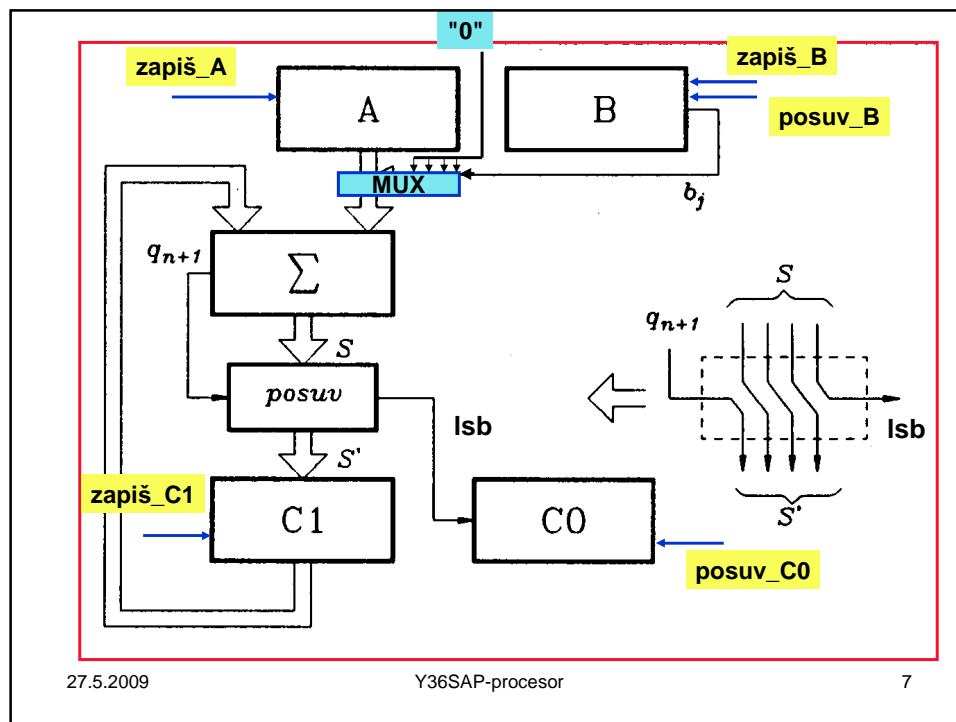 "0"
zapiš_A
zapiš_B
A
B
posuv_B
MUX
b_j
q_{n+1}
Σ
S
S
q_{n+1}
posuv
lsb
lsb
S'
zapiš_C1
S'
C1
C0
posuv_C0
27.5.2009 Y36SAP-procesor 7